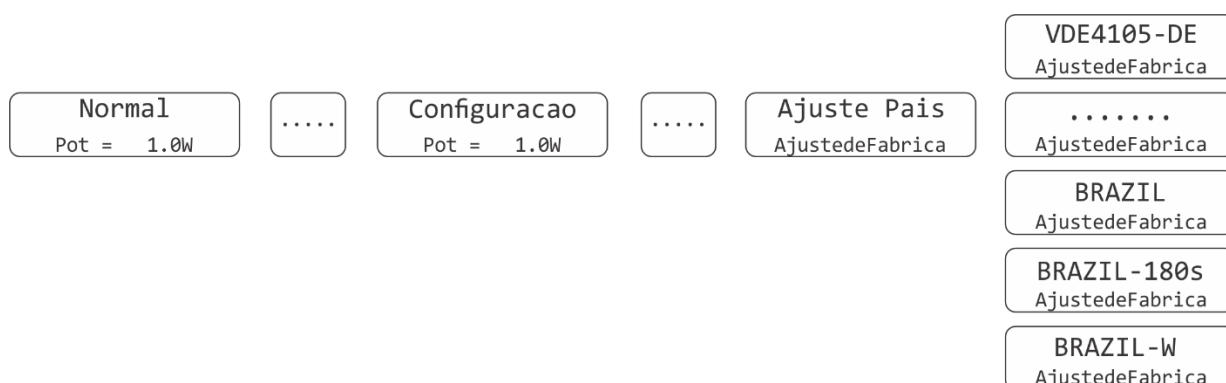 VDE4105-DE
AjustedeFabrica
Normal
Pot = 1.0W
.....
Configuracao
Pot = 1.0W
.....
Ajuste Pais
AjustedeFabrica
.......
AjustedeFabrica
BRAZIL
AjustedeFabrica
BRAZIL-180s
AjustedeFabrica
BRAZIL-W
AjustedeFabrica